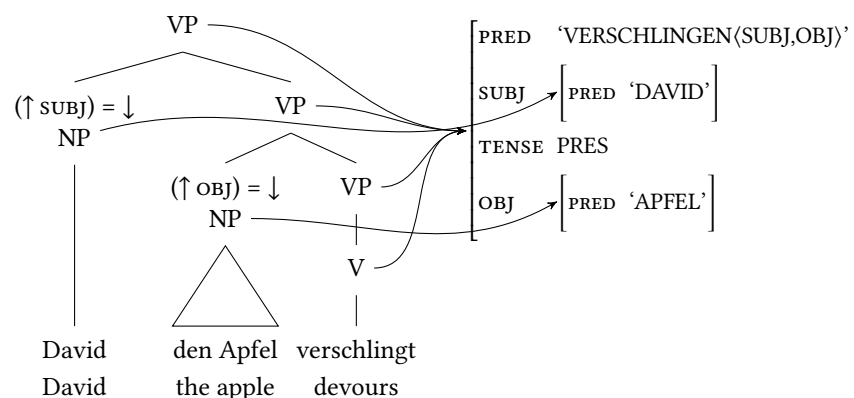 VP
PRED ‘VERSCHLINGEN⟨SUBJ,OBJ⟩’
(↑ SUBJ) = ↓
NP
VP
SUBJ [PRED ‘DAVID’]
TENSE PRES
(↑ OBJ) = ↓
NP
VP
OBJ [PRED ‘APFEL’]
V
David den Apfel verschlingt
David the apple devours